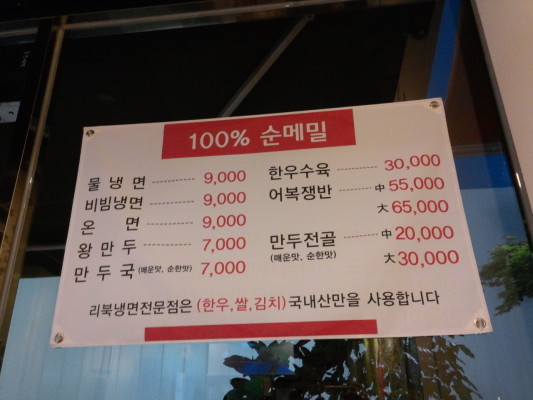 100% 순메밀
물 냉 면 ---------- 9,000
비빔냉면 ---------- 9,000
온 면 ---------- 9,000
왕 만 두 ---------- 7,000
만 두 국 (매운맛, 순한맛) 7,000
한우수육 ---------- 30,000
어복쟁반 ------ 中 55,000
大 65,000
만두전골 ------ 中 20,000
(매운맛, 순한맛) 大 30,000
리북냉면전문점은 (한우,쌀,김치) 국내산만을 사용합니다